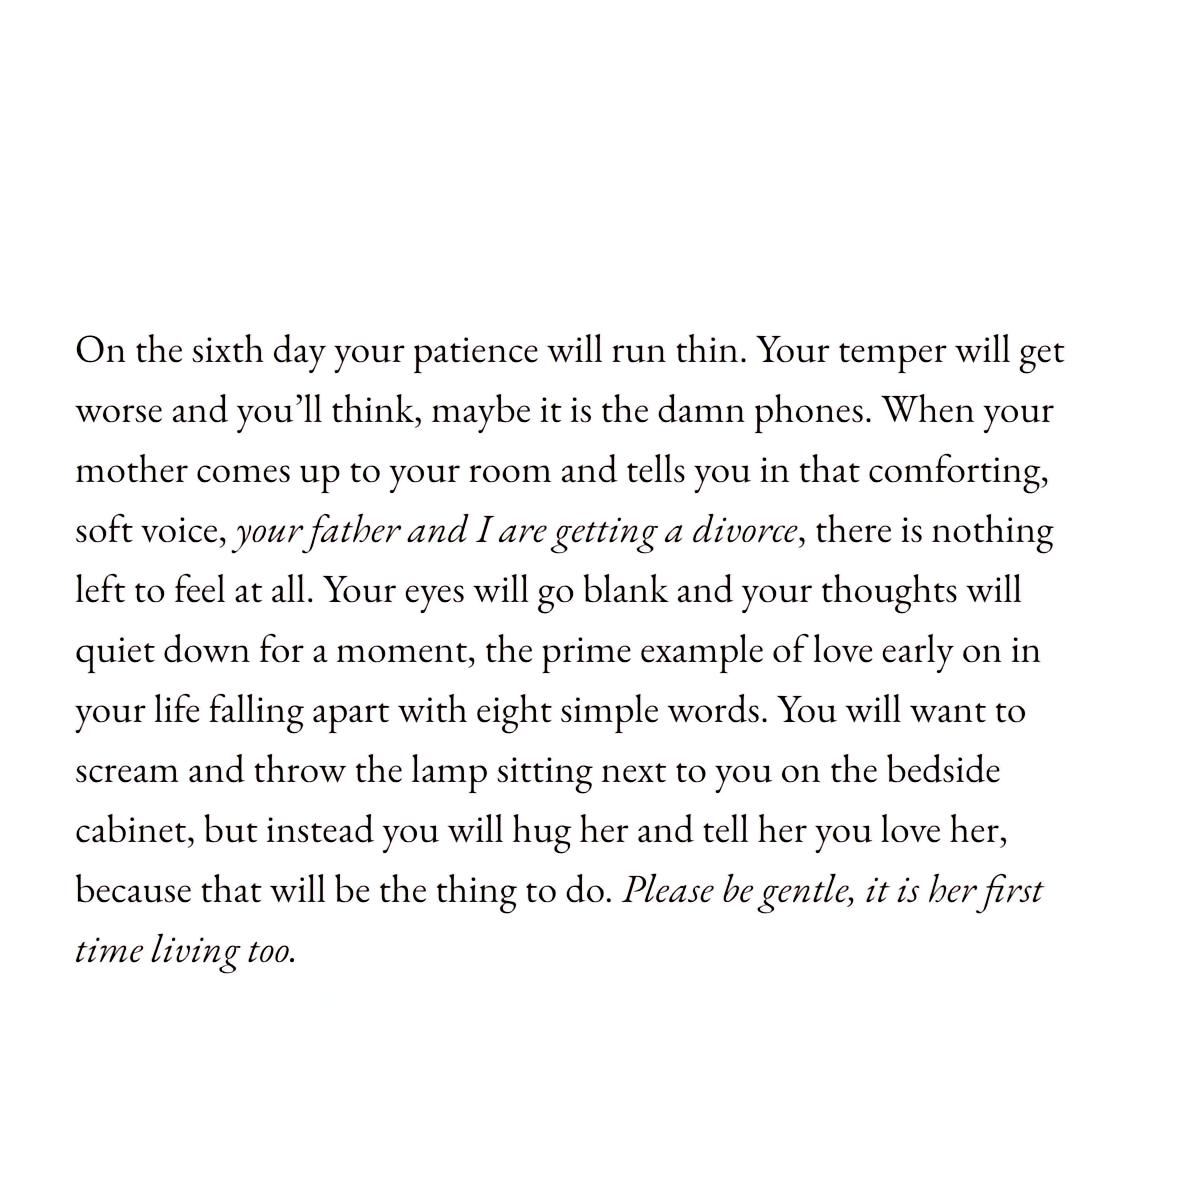 On the sixth day your patience will run thin. Your temper will get
worse and you’ll think, maybe it is the damn phones. When your
mother comes up to your room and tells you in that comforting,
soft voice, your father and I are getting a divorce, there is nothing
left to feel at all. Your eyes will go blank and your thoughts will
quiet down for a moment, the prime example of love early on in
your life falling apart with eight simple words. You will want to
scream and throw the lamp sitting next to you on the bedside
cabinet, but instead you will hug her and tell her you love her,
because that will be the thing to do. Please be gentle, it is her first
time living too.